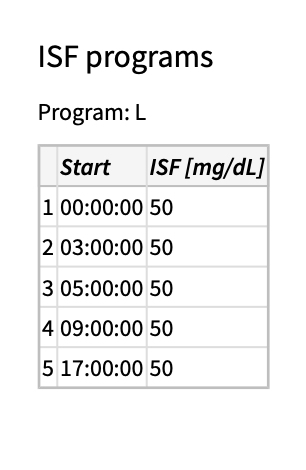 ISF programs
Program: L
Start ISF [mg/dL]
1 00:00:00 50
2 03:00:00 50
3 05:00:00 50
4 09:00:00 50
5 17:00:00 50